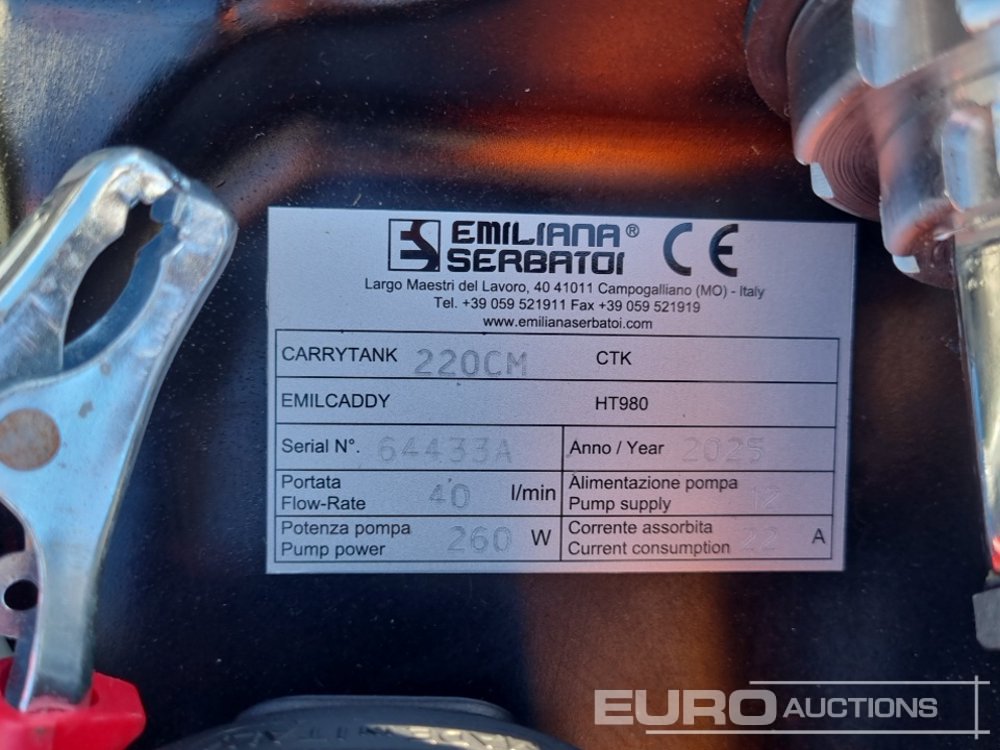 EMILIANA®
SERBATOI
CE
Largo Maestri del Lavoro, 40 41011 Campogalliano (MO) - Italy
Tel. +39 059 521911 Fax +39 059 521919
www.emilianaserbatoi.com
CARRYTANK 220CM CTK
EMILCADDY HT980
Serial N°. 64433A Anno / Year 2025
Portata
Flow-Rate 40 l/min
Alimentazione pompa
Pump supply 12
Potenza pompa
Pump power 260 W
Corrente assorbita
Current consumption 22 A
EURO AUCTIONS